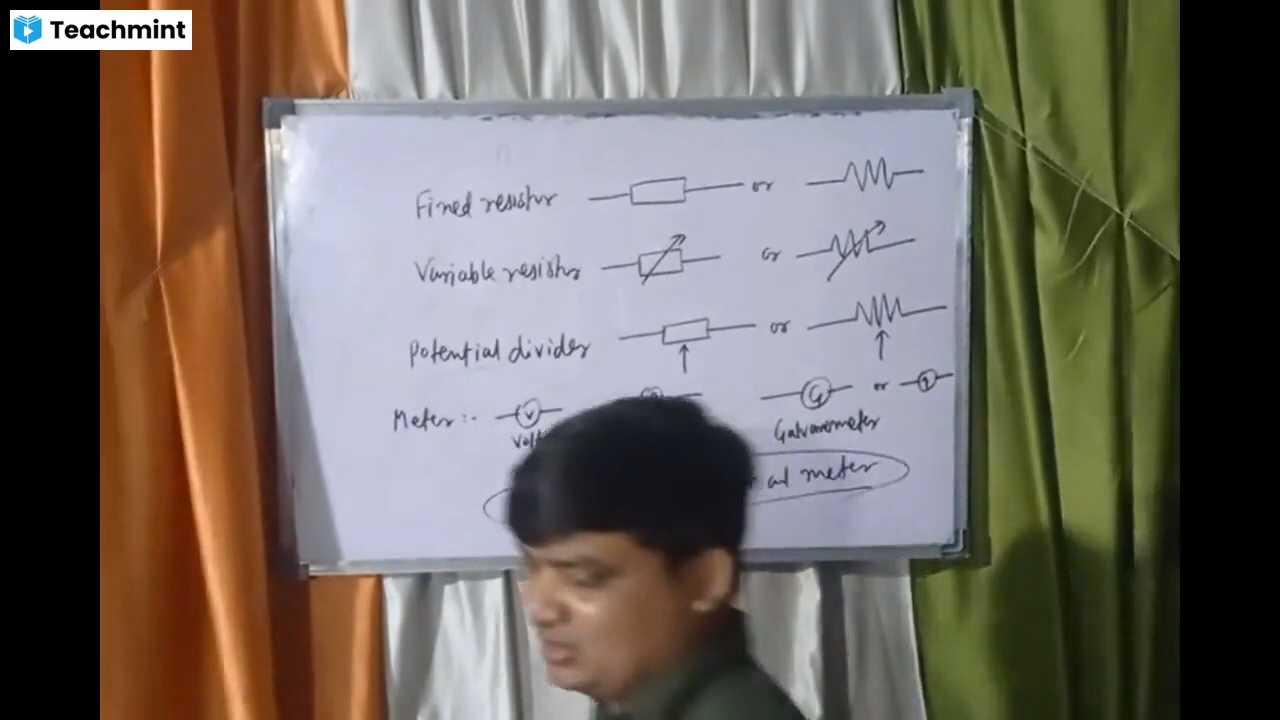 Teachmint
Fixed resistor or
Variable resistor or
Potential divider or
Meter :- V G or
Galvanometer
meter